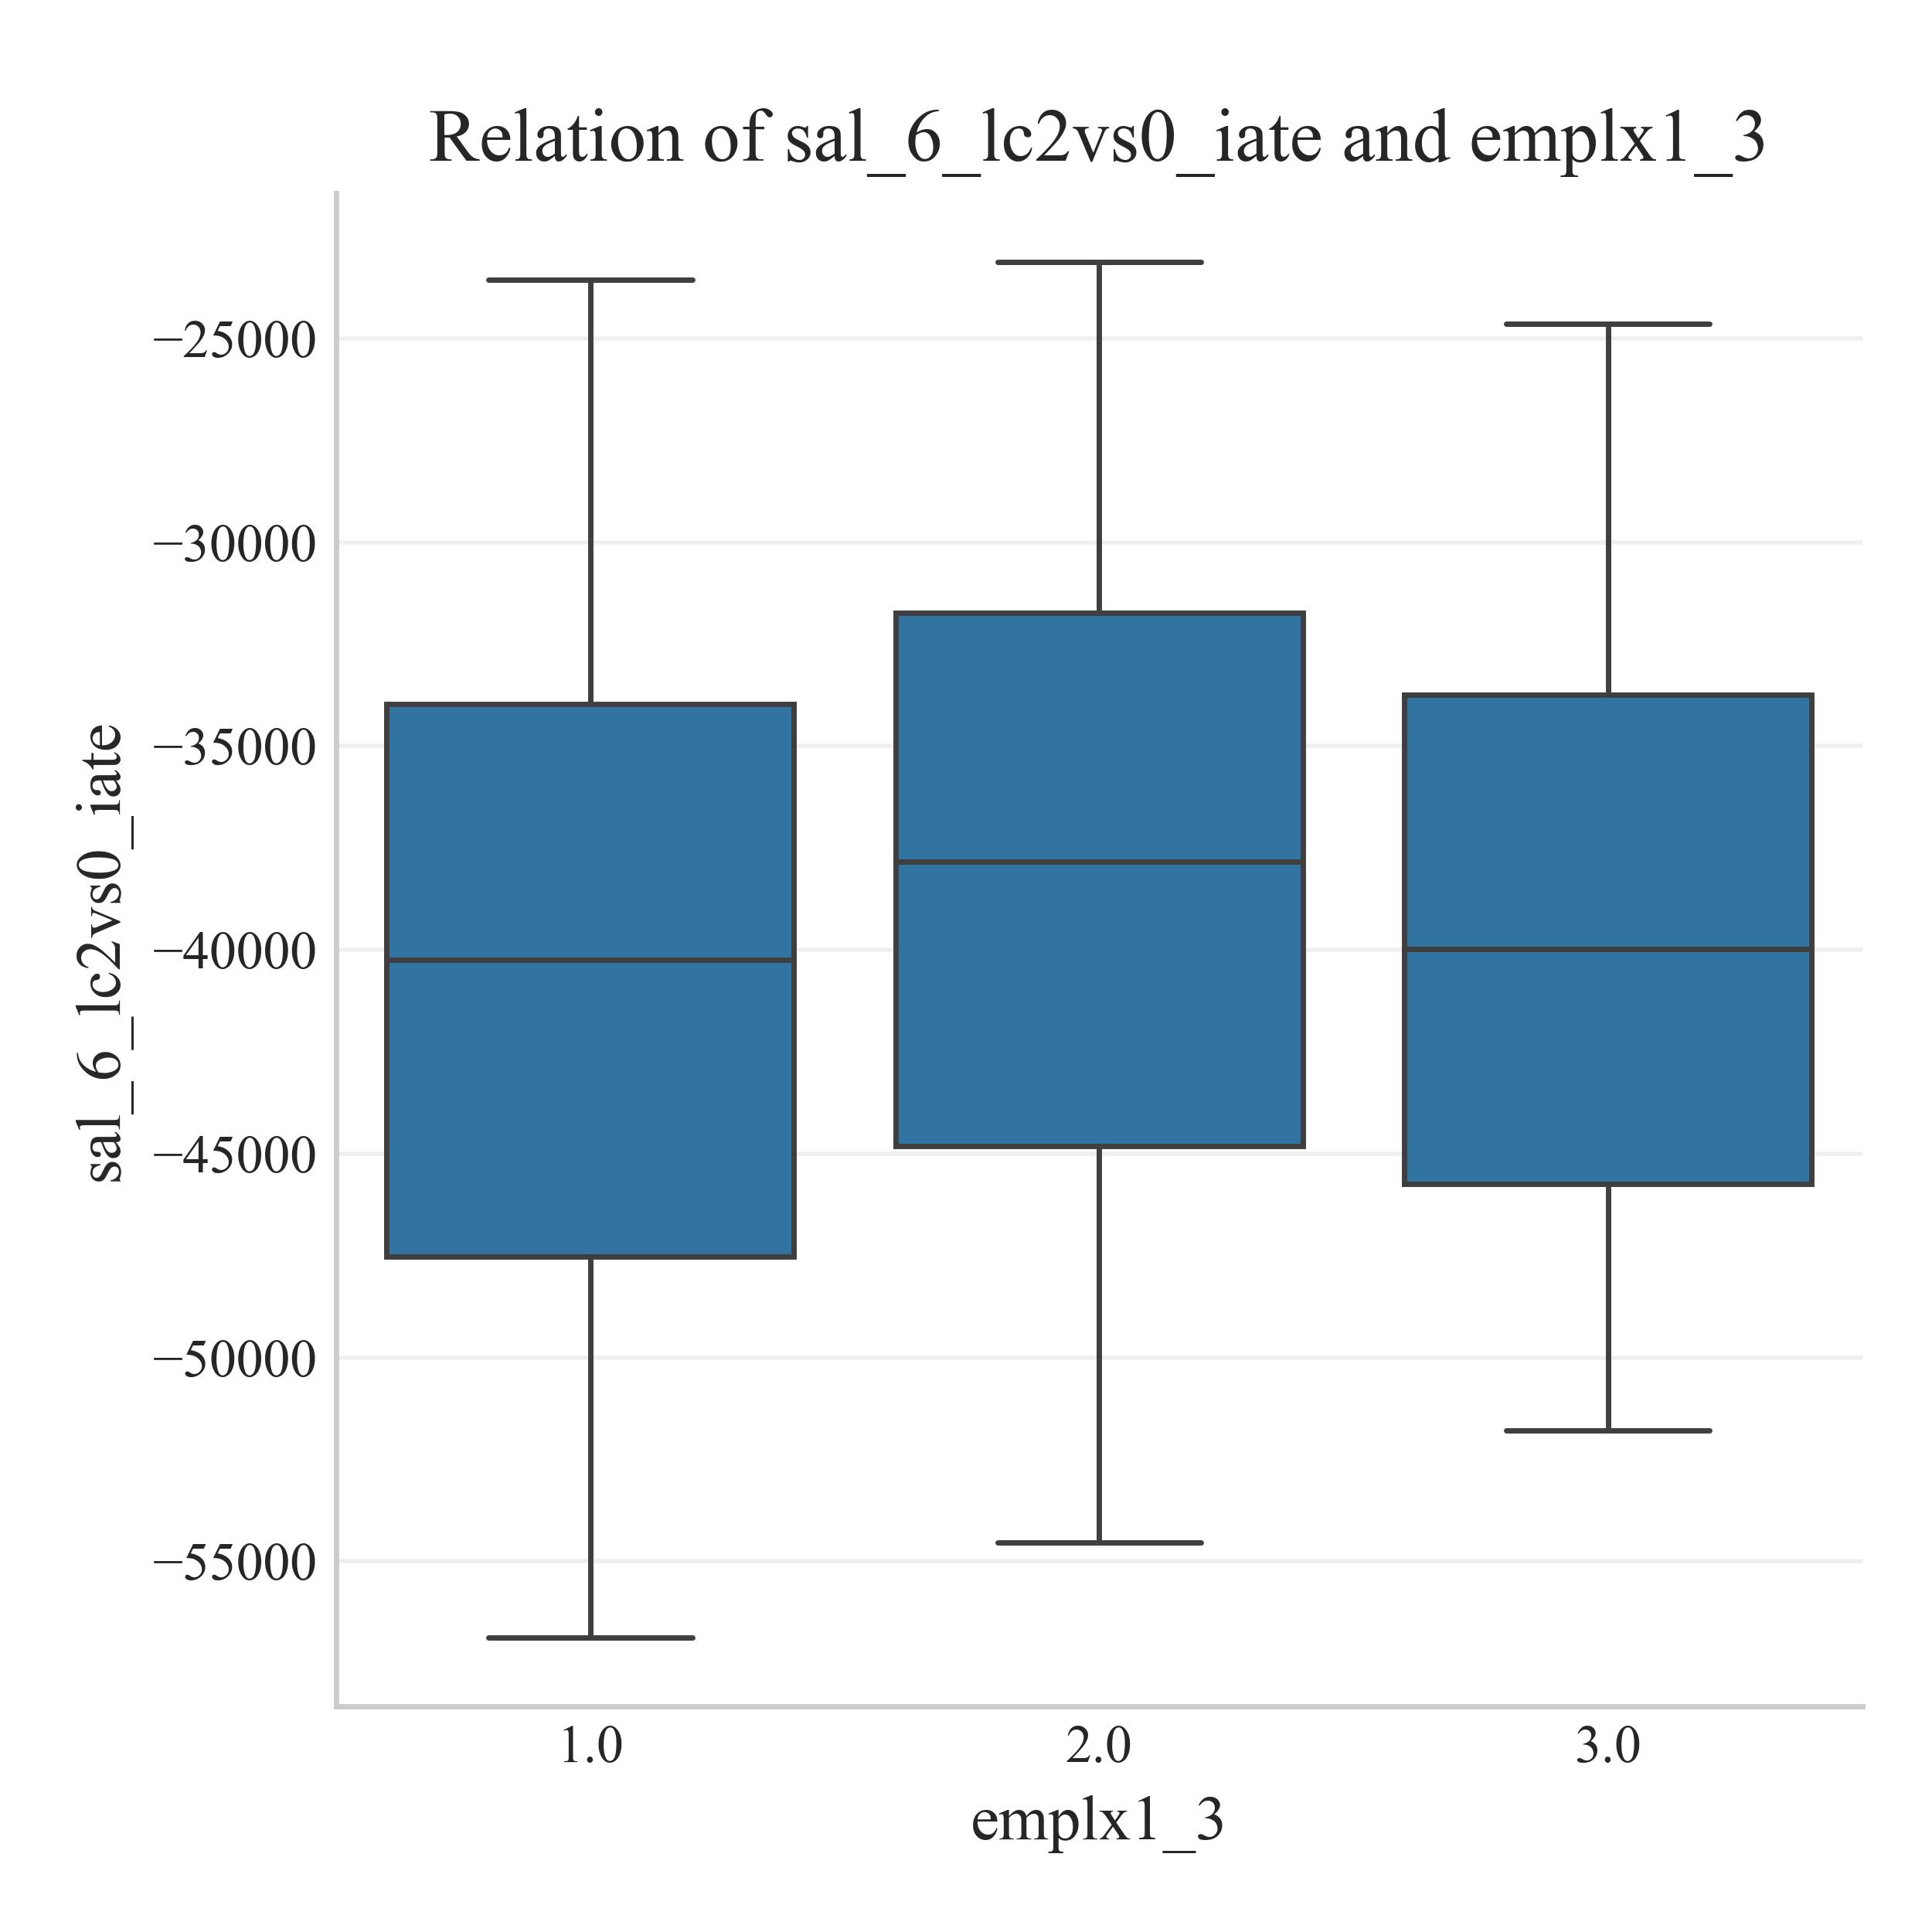 Relation of sal_6_lc2vs0_iate and emplx1_3
sal_6_lc2vs0_iate
−25000
−30000
−35000
−40000
−45000
−50000
−55000
1.0 2.0 3.0
emplx1_3